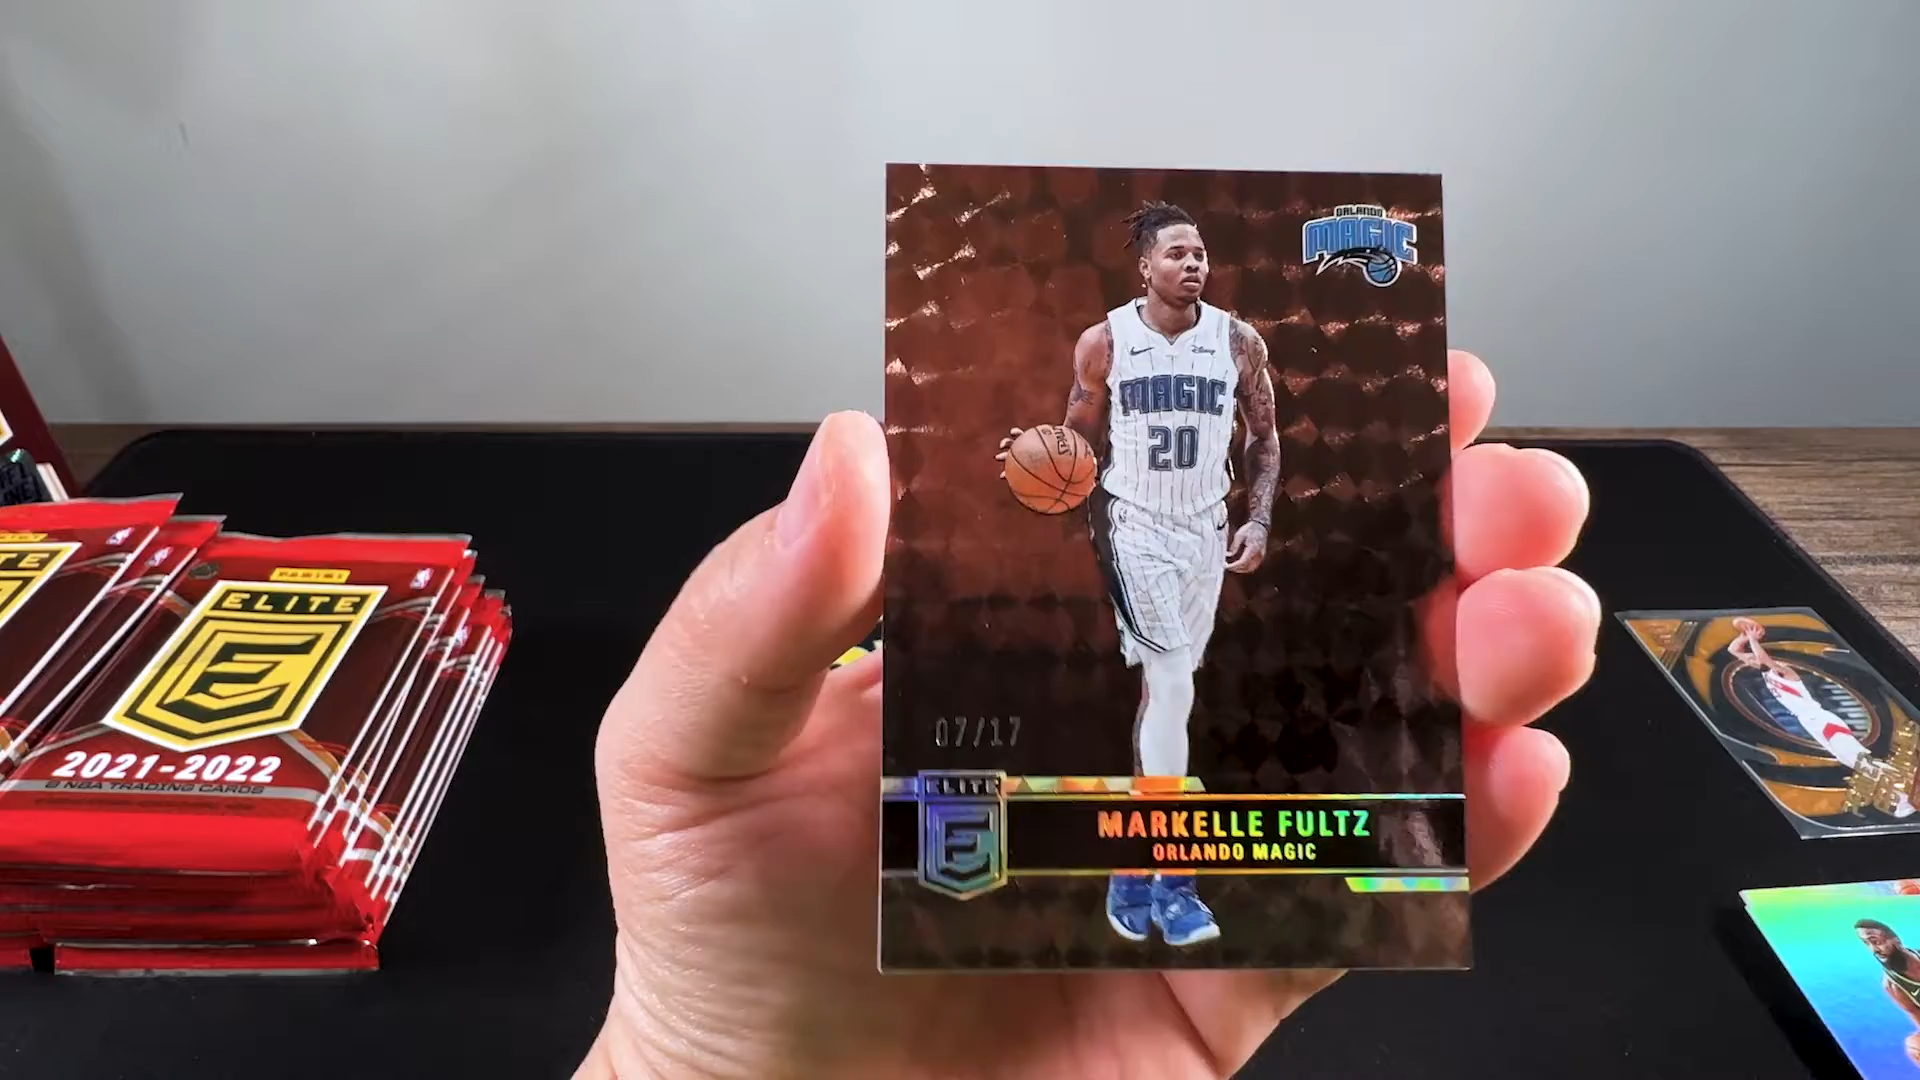 PANINI
ELITE
2021-2022
8 NBA TRADING CARDS
ORLANDO
MAGIC
Disney
MAGIC
20
07/17
ELITE
MARKELLE FULTZ
ORLANDO MAGIC